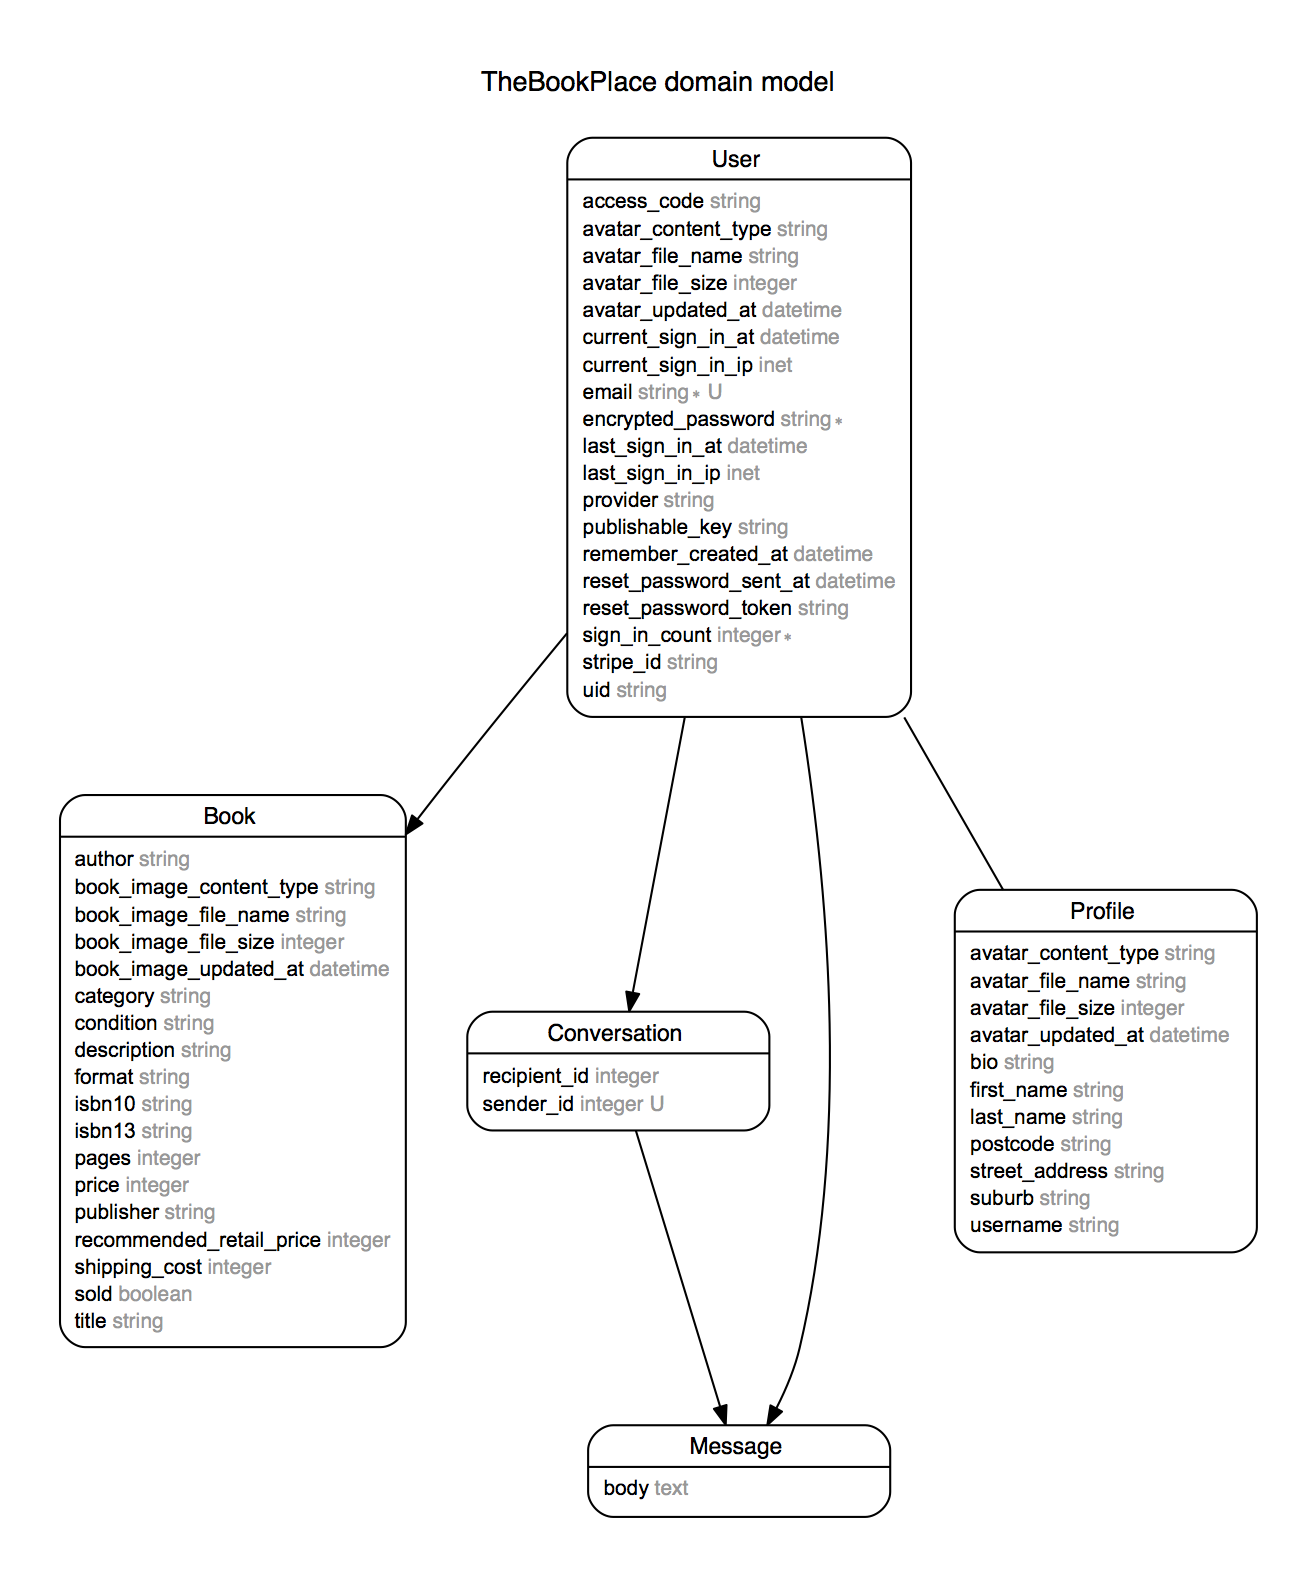 TheBookPlace domain model
User
access_code string
avatar_content_type string
avatar_file_name string
avatar_file_size integer
avatar_updated_at datetime
current_sign_in_at datetime
current_sign_in_ip inet
email string* U
encrypted_password string*
last_sign_in_at datetime
last_sign_in_ip inet
provider string
publishable_key string
remember_created_at datetime
reset_password_sent_at datetime
reset_password_token string
sign_in_count integer*
stripe_id string
uid string
Book
author string
book_image_content_type string
book_image_file_name string
book_image_file_size integer
book_image_updated_at datetime
category string
condition string
description string
format string
isbn10 string
isbn13 string
pages integer
price integer
publisher string
recommended_retail_price integer
shipping_cost integer
sold boolean
title string
Conversation
recipient_id integer
sender_id integer U
Profile
avatar_content_type string
avatar_file_name string
avatar_file_size integer
avatar_updated_at datetime
bio string
first_name string
last_name string
postcode string
street_address string
suburb string
username string
Message
body text